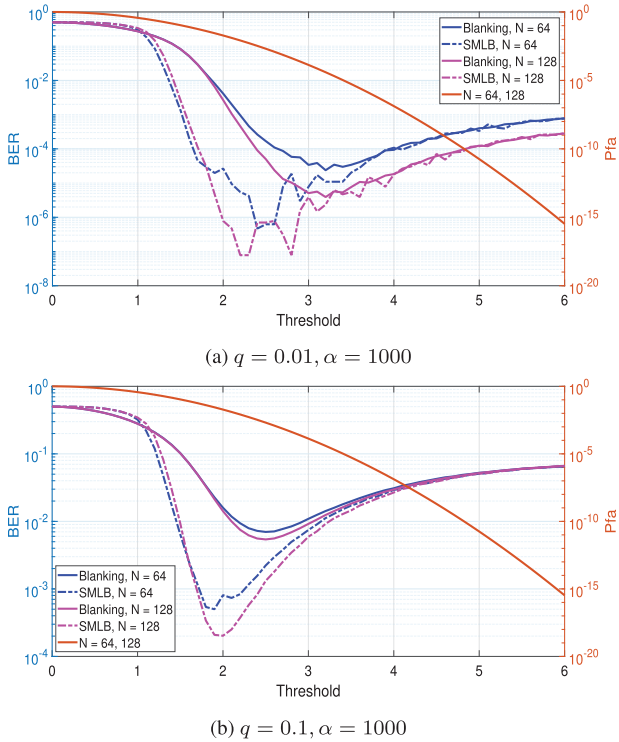 10^0
10^-2
10^-4
10^-6
10^-8
BER
10^0
10^-5
10^-10
10^-15
10^-20
Pfa
Blanking, N = 64
SMLB, N = 64
Blanking, N = 128
SMLB, N = 128
N = 64, 128
0 1 2 3 4 5 6
Threshold
(a) q = 0.01, α = 1000
10^0
10^-1
10^-2
10^-3
10^-4
BER
10^0
10^-5
10^-10
10^-15
10^-20
Pfa
Blanking, N = 64
SMLB, N = 64
Blanking, N = 128
SMLB, N = 128
N = 64, 128
0 1 2 3 4 5 6
Threshold
(b) q = 0.1, α = 1000